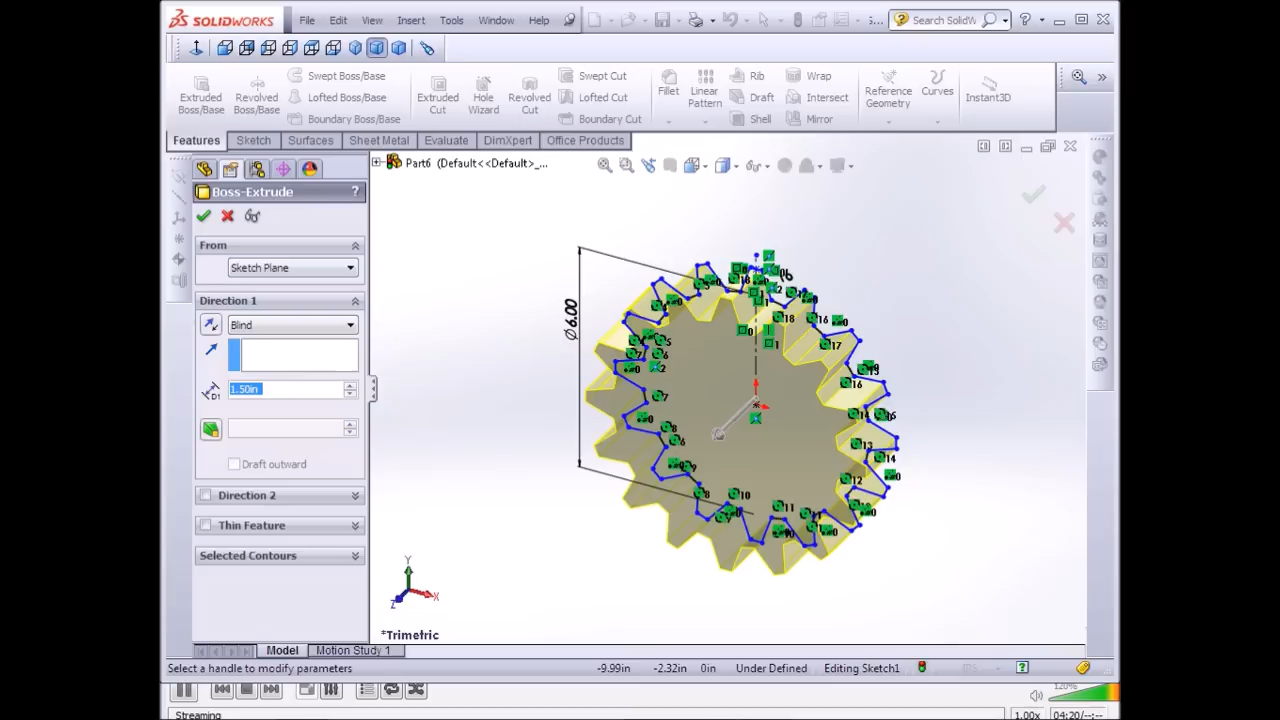 SOLIDWORKS File Edit View Insert Tools Window Help S... Search SolidW
Extruded Boss/Base
Revolved Boss/Base
Swept Boss/Base
Lofted Boss/Base
Boundary Boss/Base
Extruded Cut
Hole Wizard
Revolved Cut
Swept Cut
Lofted Cut
Boundary Cut
Fillet
Linear Pattern
Rib
Draft
Shell
Wrap
Intersect
Mirror
Reference Geometry
Curves
Instant3D
Features Sketch Surfaces Sheet Metal Evaluate DimXpert Office Products
Part6 (Default<<Default>_...
Boss-Extrude ?
From
Sketch Plane
Direction 1
Blind
D1
1.50in
Draft outward
Direction 2
Thin Feature
Selected Contours
Ø6.00
Y
X
Z
*Trimetric
Model Motion Study 1
Select a handle to modify parameters -9.99in -2.32in 0in Under Defined Editing Sketch1 IPS
120%
Streaming 1.00x 04:20/--:--